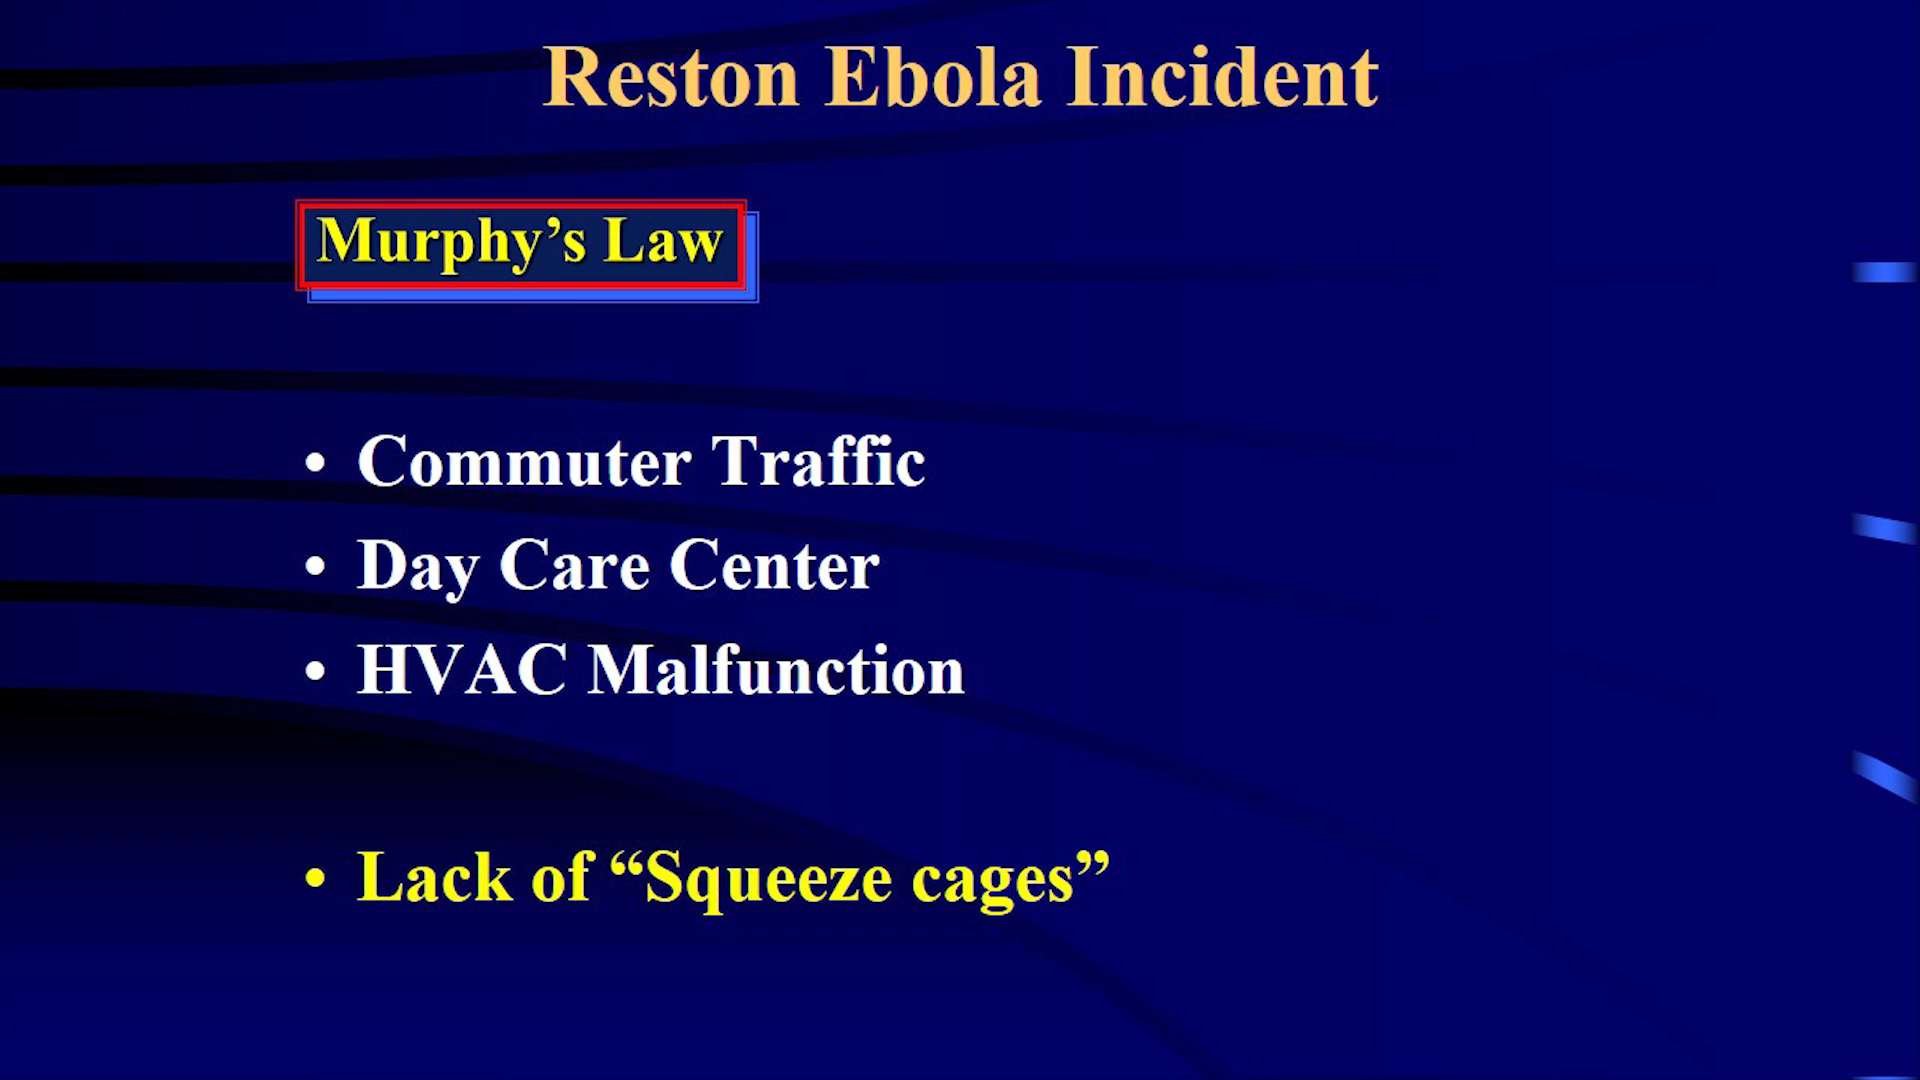 Reston Ebola Incident
Murphy’s Law
• Commuter Traffic
• Day Care Center
• HVAC Malfunction
• Lack of “Squeeze cages”